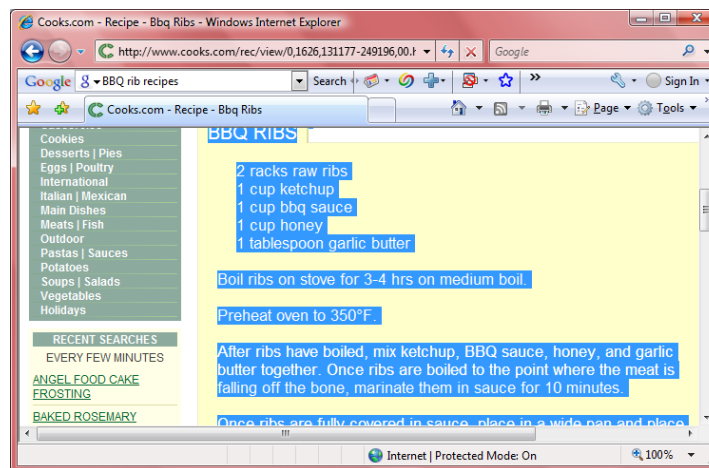 Cooks.com - Recipe - Bbq Ribs - Windows Internet Explorer
http://www.cooks.com/rec/view/0,1626,131177-249196,00.h
Google
Google
BBQ rib recipes
Search
Sign In
Cooks.com - Recipe - Bbq Ribs
Page
Tools
Cookies
Desserts | Pies
Eggs | Poultry
International
Italian | Mexican
Main Dishes
Meats | Fish
Outdoor
Pastas | Sauces
Potatoes
Soups | Salads
Vegetables
Holidays
RECENT SEARCHES
EVERY FEW MINUTES
ANGEL FOOD CAKE
FROSTING
BAKED ROSEMARY
BBQ RIBS
2 racks raw ribs
1 cup ketchup
1 cup bbq sauce
1 cup honey
1 tablespoon garlic butter
Boil ribs on stove for 3-4 hrs on medium boil.
Preheat oven to 350°F.
After ribs have boiled, mix ketchup, BBQ sauce, honey, and garlic
butter together. Once ribs are boiled to the point where the meat is
falling off the bone, marinate them in sauce for 10 minutes.
Once ribs are fully covered in sauce, place in a wide pan and place
Internet | Protected Mode: On
100%